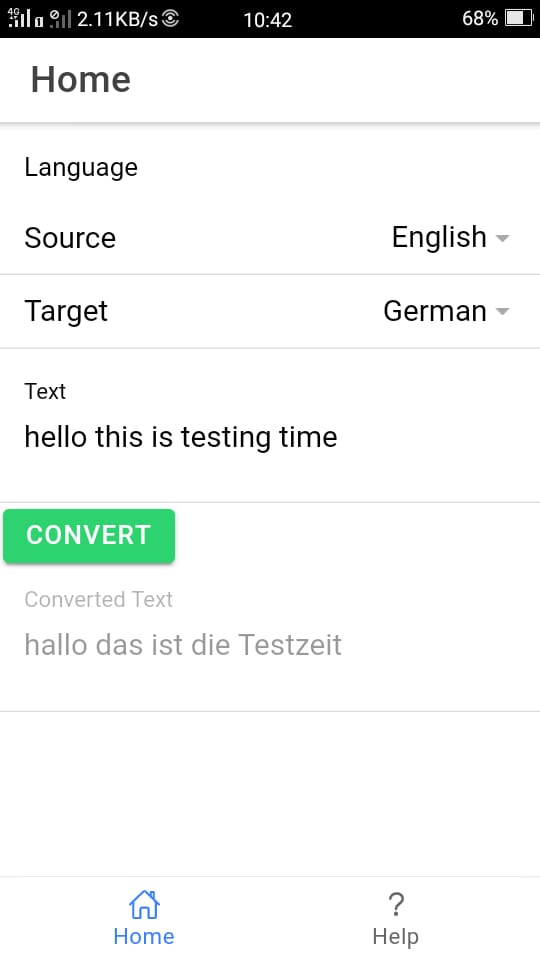 4G 2.11KB/s 10:42 68%
Home
Language
Source English
Target German
Text
hello this is testing time
CONVERT
Converted Text
hallo das ist die Testzeit
Home ? Help